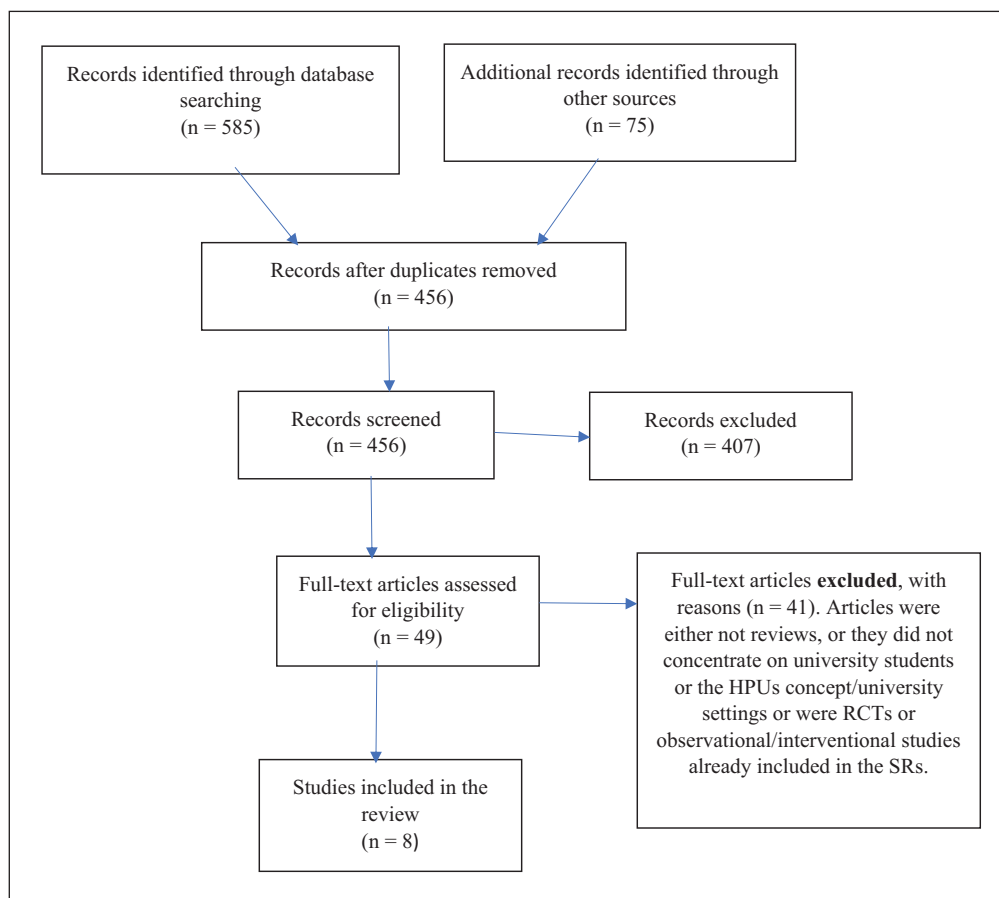 Records identified through database
searching
(n = 585)
Additional records identified through
other sources
(n = 75)
Records after duplicates removed
(n = 456)
Records screened
(n = 456)
Records excluded
(n = 407)
Full-text articles assessed
for eligibility
(n = 49)
Full-text articles excluded, with
reasons (n = 41). Articles were
either not reviews, or they did not
concentrate on university students
or the HPUs concept/university
settings or were RCTs or
observational/interventional studies
already included in the SRs.
Studies included in the
review
(n = 8)